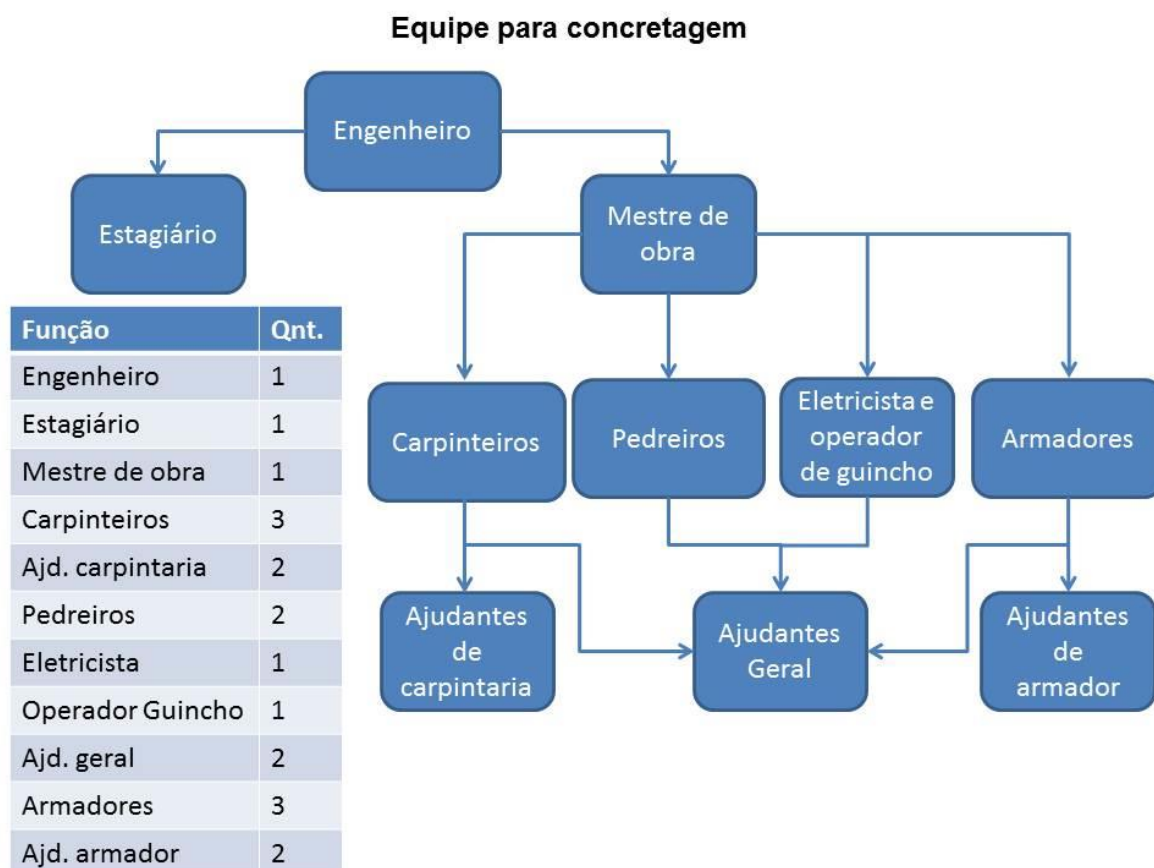 Equipe para concretagem
Engenheiro
Estagiário
Mestre de
obra
Carpinteiros
Pedreiros
Eletricista e
operador
de guincho
Armadores
Ajudantes
de
carpintaria
Ajudantes
Geral
Ajudantes
de
armador
Função Qnt.
Engenheiro 1
Estagiário 1
Mestre de obra 1
Carpinteiros 3
Ajd. carpintaria 2
Pedreiros 2
Eletricista 1
Operador Guincho 1
Ajd. geral 2
Armadores 3
Ajd. armador 2